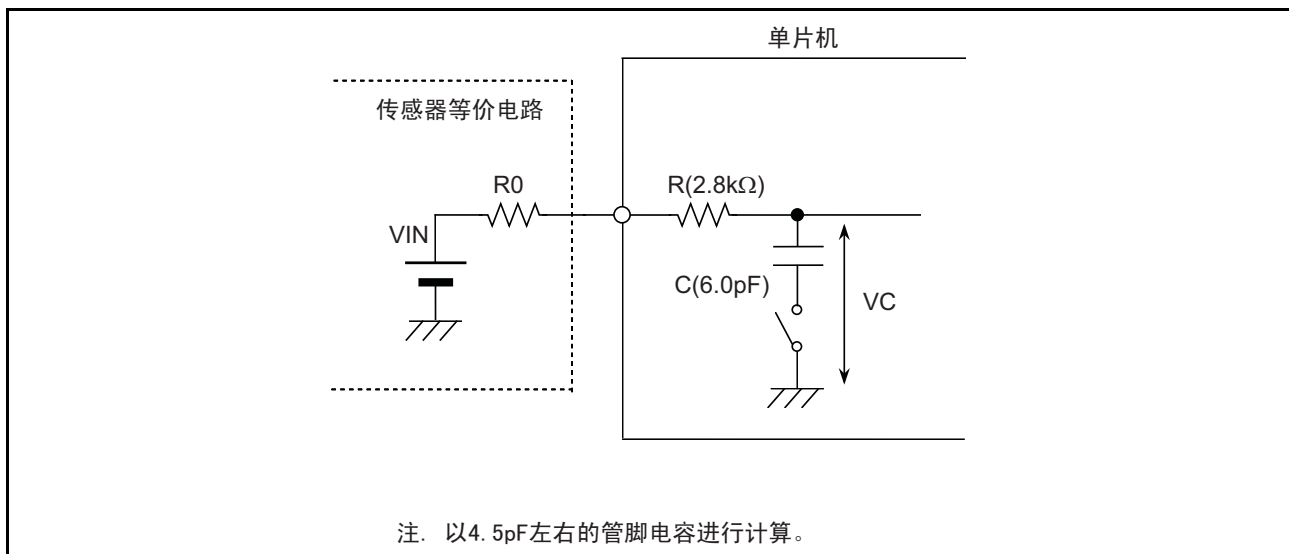 单片机
传感器等价电路
R0
R(2.8kΩ)
VIN
C(6.0pF)
VC
注. 以4.5pF左右的管脚电容进行计算。